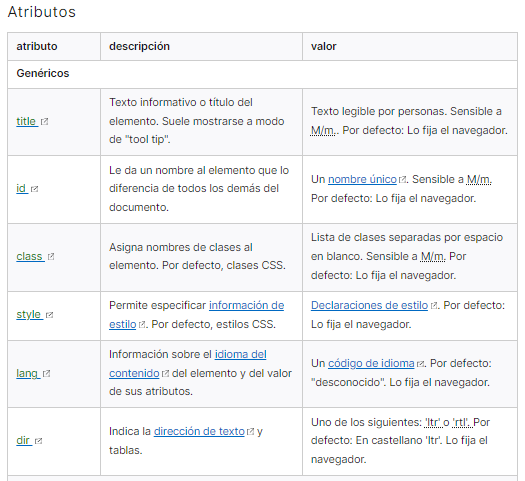 Atributos
atributo descripción valor
Genéricos
title Texto informativo o título del elemento. Suele mostrarse a modo de "tool tip". Texto legible por personas. Sensible a M/m,. Por defecto: Lo fija el navegador.
id Le da un nombre al elemento que lo diferencia de todos los demás del documento. Un nombre único. Sensible a M/m. Por defecto: Lo fija el navegador.
class Asigna nombres de clases al elemento. Por defecto, clases CSS. Lista de clases separadas por espacio en blanco. Sensible a M/m. Por defecto: Lo fija el navegador.
style Permite especificar información de estilo. Por defecto, estilos CSS. Declaraciones de estilo. Por defecto: Lo fija el navegador.
lang Información sobre el idioma del contenido del elemento y del valor de sus atributos. Un código de idioma. Por defecto: "desconocido". Lo fija el navegador.
dir Indica la dirección de texto y tablas. Uno de los siguientes: 'ltr' o 'rtl'. Por defecto: En castellano 'ltr'. Lo fija el navegador.